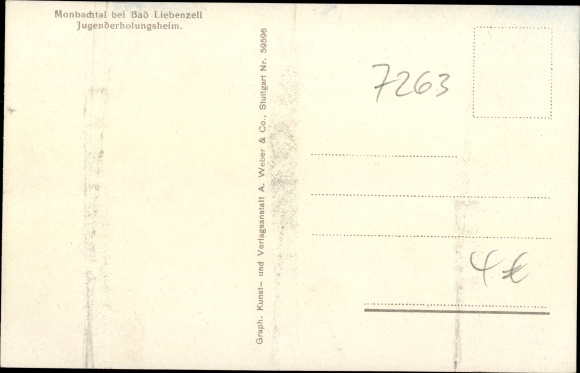 Monbachtal bei Bad Liebenzell
Jugenderholungsheim.
Graph. Kunst- und Verlagsanstalt A. Weber & Co., Stuttgart Nr. 59596
7263
4 €